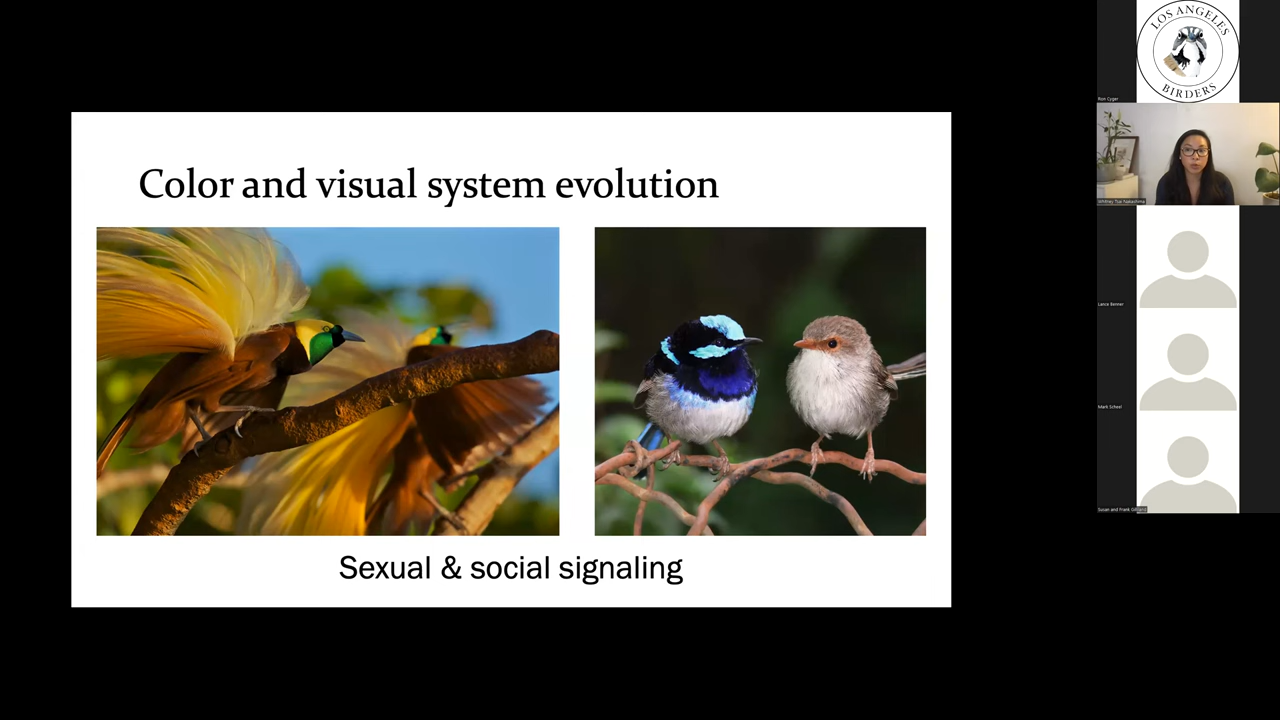 Color and visual system evolution
Sexual & social signaling
LOS ANGELES
BIRDERS
Ron Cyger
Whitney Tsai Nakashima
Lance Benner
Mark Scheel
Susan and Frank